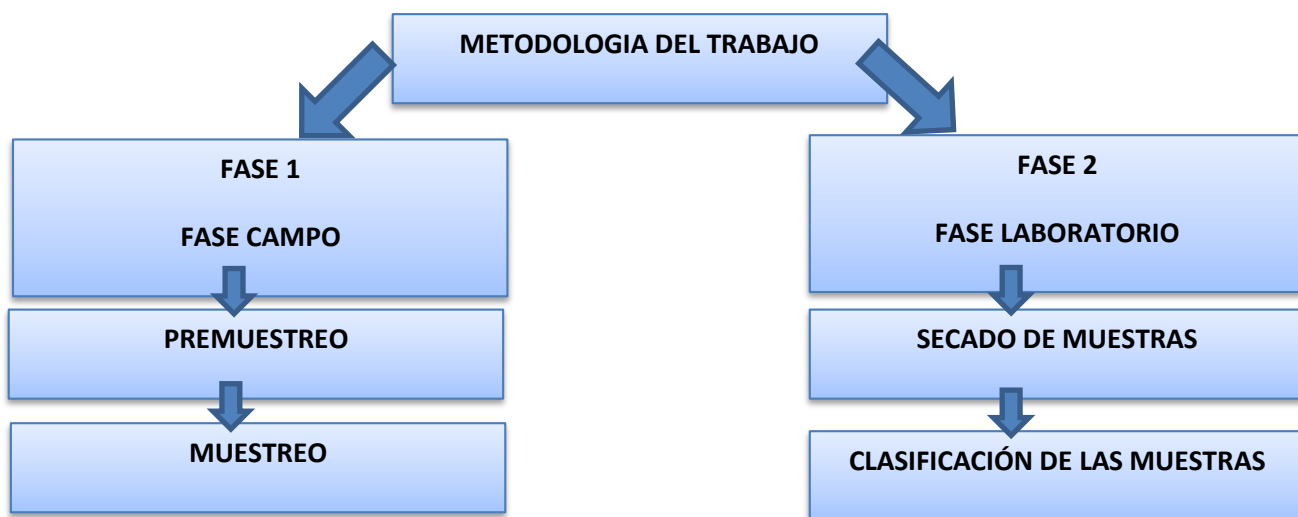 METODOLOGIA DEL TRABAJO
FASE 1
FASE CAMPO
PREMUESTREO
MUESTREO
FASE 2
FASE LABORATORIO
SECADO DE MUESTRAS
CLASIFICACIÓN DE LAS MUESTRAS